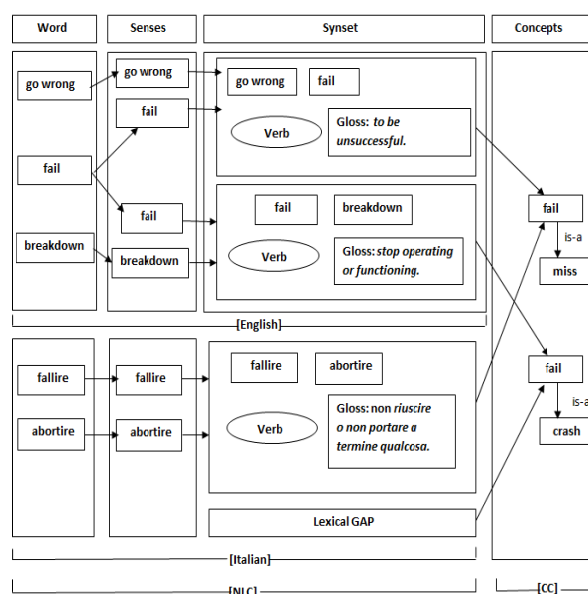 Word
Senses
Synset
Concepts
go wrong
go wrong
go wrong
fail
fail
Verb
Gloss: to be
unsuccessful.
fail
fail
fail
breakdown
fail
is-a
breakdown
breakdown
Verb
Gloss: stop operating
or functioning.
miss
[English]
fallire
fallire
fallire
abortire
fail
abortire
abortire
Verb
Gloss: non riuscire
o non portare a
termine qualcosa.
is-a
crash
Lexical GAP
[Italian]
[NLC]
[CC]